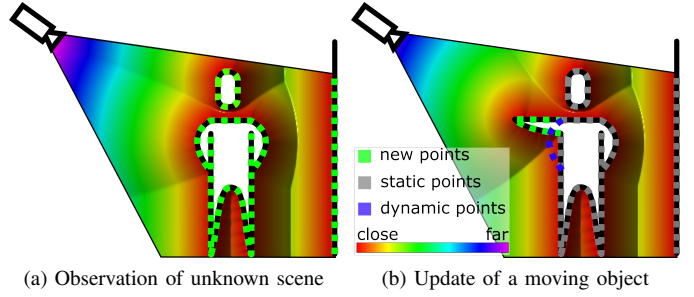 new points
static points
dynamic points
close far
(a) Observation of unknown scene
(b) Update of a moving object